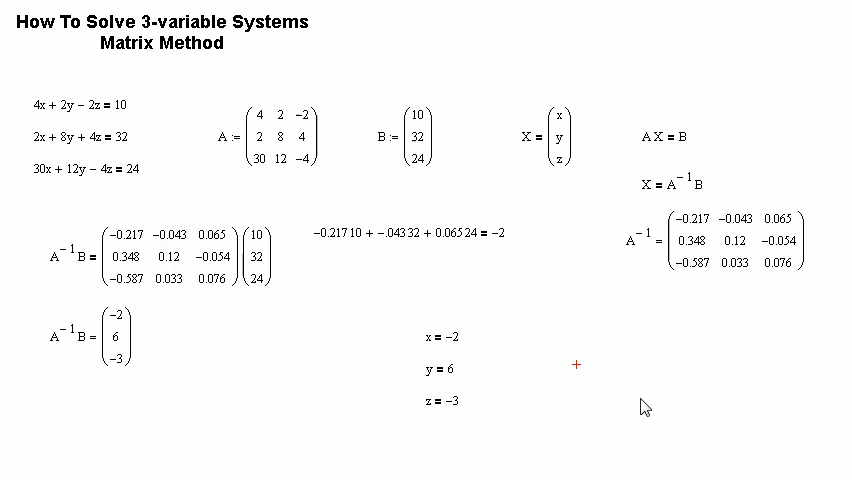 How To Solve 3-variable Systems
Matrix Method
4x + 2y − 2z = 10
2x + 8y + 4z = 32
30x + 12y − 4z = 24
A := ( 4 2 −2
2 8 4
30 12 −4 )
B := ( 10
32
24 )
X = ( x
y
z )
A X = B
X = A^−1 B
A^−1 B = ( −0.217 −0.043 0.065
0.348 0.12 −0.054
−0.587 0.033 0.076 ) ( 10
32
24 )
−0.217 10 + −.043 32 + 0.065 24 = −2
A^−1 = ( −0.217 −0.043 0.065
0.348 0.12 −0.054
−0.587 0.033 0.076 )
A^−1 B = ( −2
6
−3 )
x = −2
y = 6
z = −3